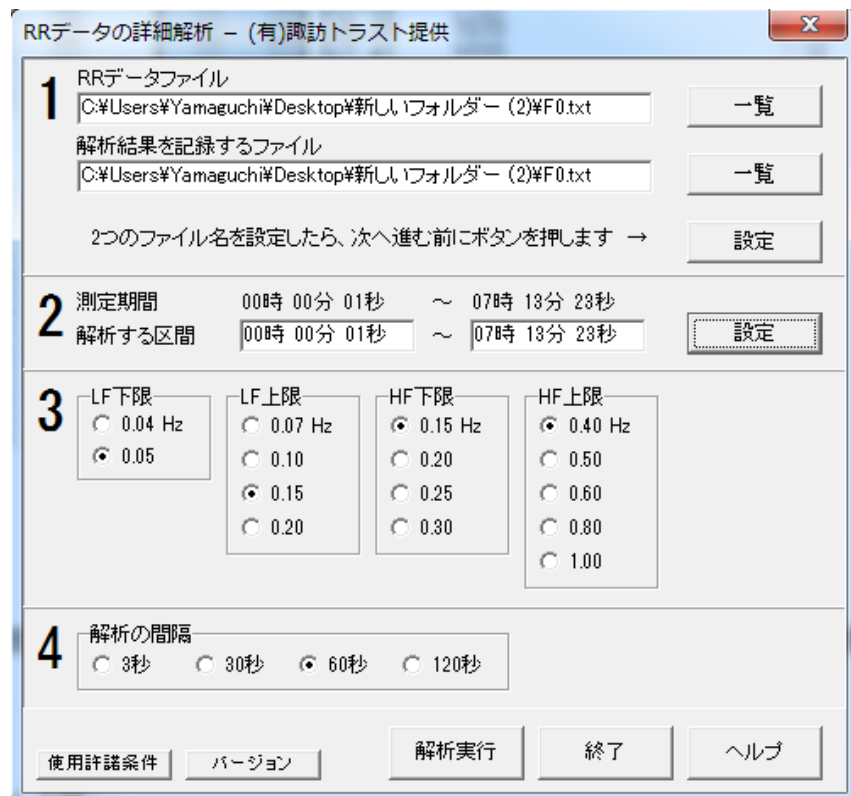 RRデータの詳細解析 － (有)諏訪トラスト提供
1
RRデータファイル
C:¥Users¥Yamaguchi¥Desktop¥新しいフォルダー (2)¥F0.txt
一覧
解析結果を記録するファイル
C:¥Users¥Yamaguchi¥Desktop¥新しいフォルダー (2)¥F0.txt
一覧
2つのファイル名を設定したら、次へ進む前にボタンを押します →
設定
2
測定期間 00時 00分 01秒 ～ 07時 13分 23秒
解析する区間 00時 00分 01秒 ～ 07時 13分 23秒
設定
3
LF下限
0.04 Hz
0.05
LF上限
0.07 Hz
0.10
0.15
0.20
HF下限
0.15 Hz
0.20
0.25
0.30
HF上限
0.40 Hz
0.50
0.60
0.80
1.00
4
解析の間隔
3秒 30秒 60秒 120秒
使用許諾条件 バージョン 解析実行 終了 ヘルプ